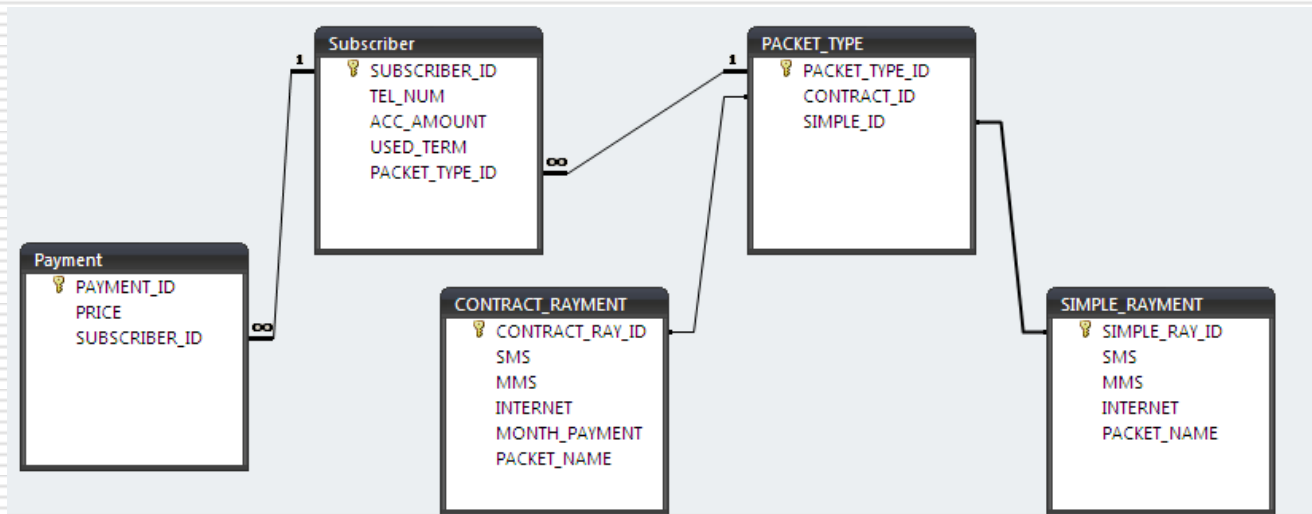 Subscriber
SUBSCRIBER_ID
TEL_NUM
ACC_AMOUNT
USED_TERM
PACKET_TYPE_ID
1
∞
PACKET_TYPE
PACKET_TYPE_ID
CONTRACT_ID
SIMPLE_ID
1
Payment
PAYMENT_ID
PRICE
SUBSCRIBER_ID
∞
CONTRACT_RAYMENT
CONTRACT_RAY_ID
SMS
MMS
INTERNET
MONTH_PAYMENT
PACKET_NAME
SIMPLE_RAYMENT
SIMPLE_RAY_ID
SMS
MMS
INTERNET
PACKET_NAME